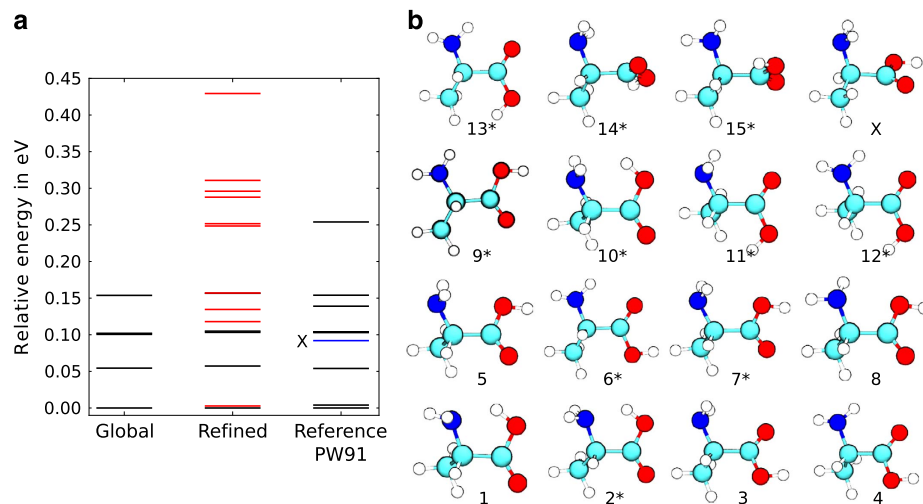 a
Relative energy in eV
0.45
0.40
0.35
0.30
0.25
0.20
0.15
0.10
0.05
0.00
X
Global
Refined
Reference
PW91
b
13*
14*
15*
X
9*
10*
11*
12*
5
6*
7*
8
1
2*
3
4